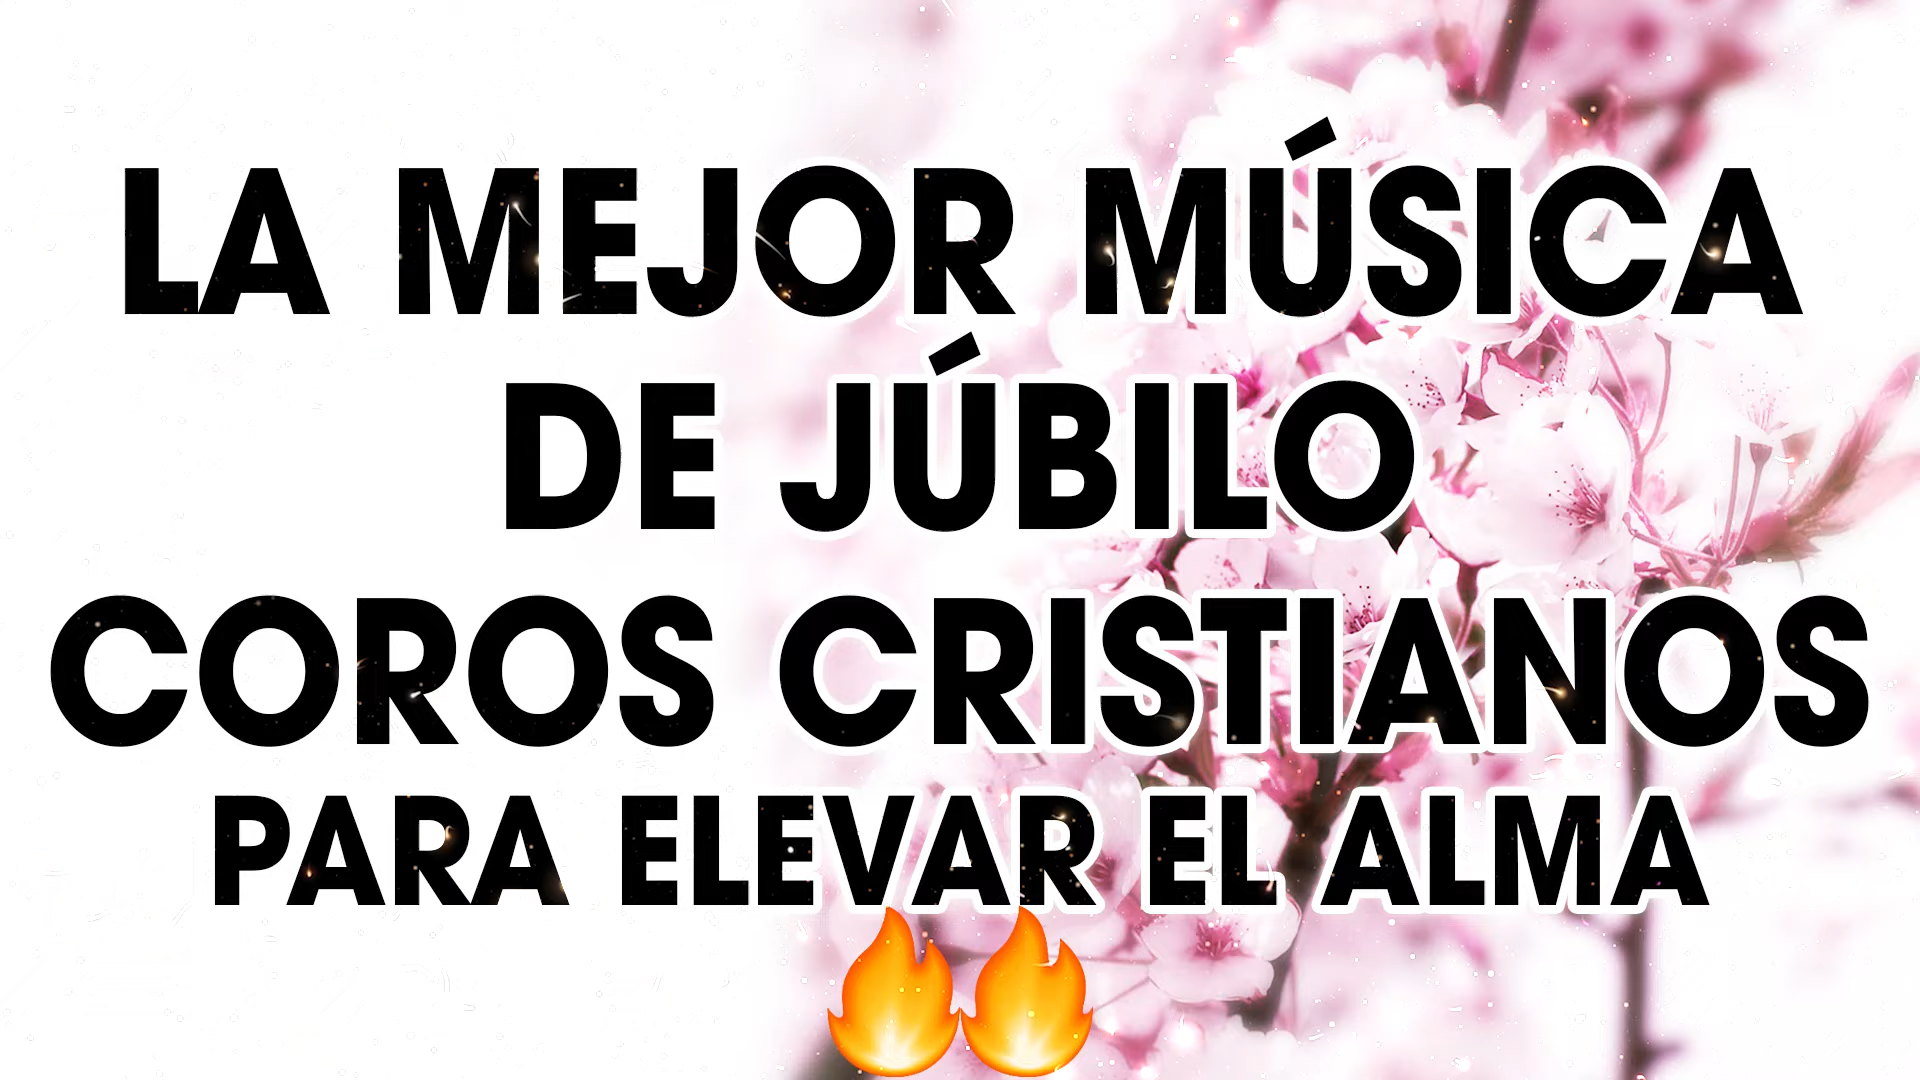 LA MEJOR MÚSICA
DE JÚBILO
COROS CRISTIANOS
PARA ELEVAR EL ALMA
🔥🔥